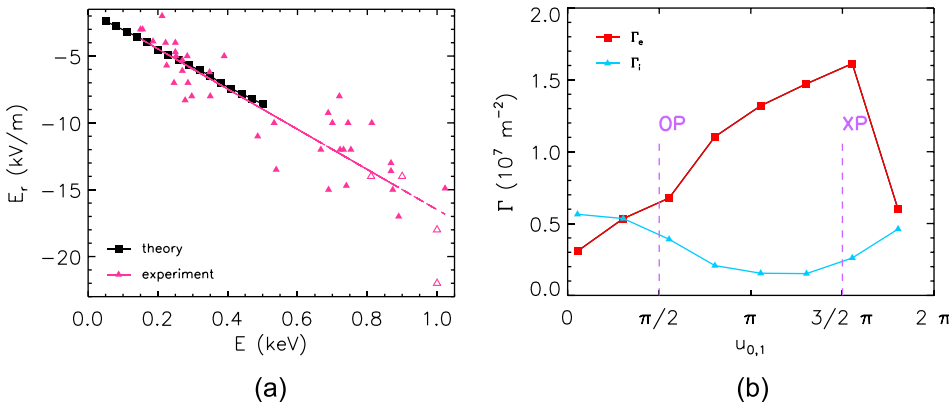 −5
−10
−15
−20
E_r (kV/m)
theory
experiment
0.0 0.2 0.4 0.6 0.8 1.0
E (keV)
(a)
2.0
1.5
1.0
0.5
0.0
Γ (10⁷ m⁻²)
Γ_e
Γ_i
OP
XP
0 π/2 π 3/2 π 2 π
u_0,1
(b)